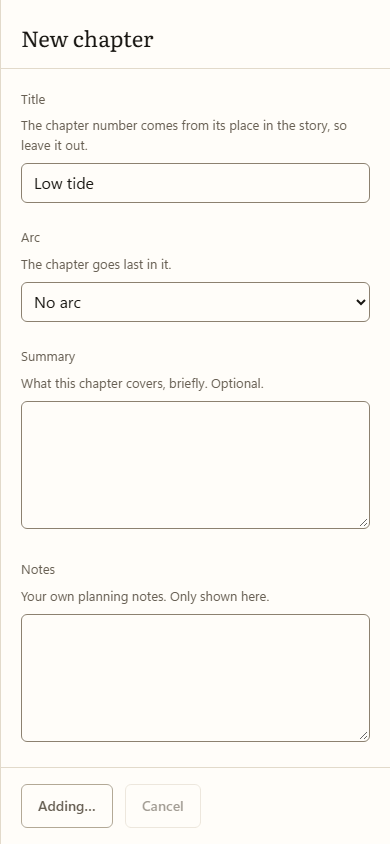 New chapter
Title
The chapter number comes from its place in the story, so
leave it out.
Low tide
Arc
The chapter goes last in it.
No arc
Summary
What this chapter covers, briefly. Optional.
Notes
Your own planning notes. Only shown here.
Adding...
Cancel